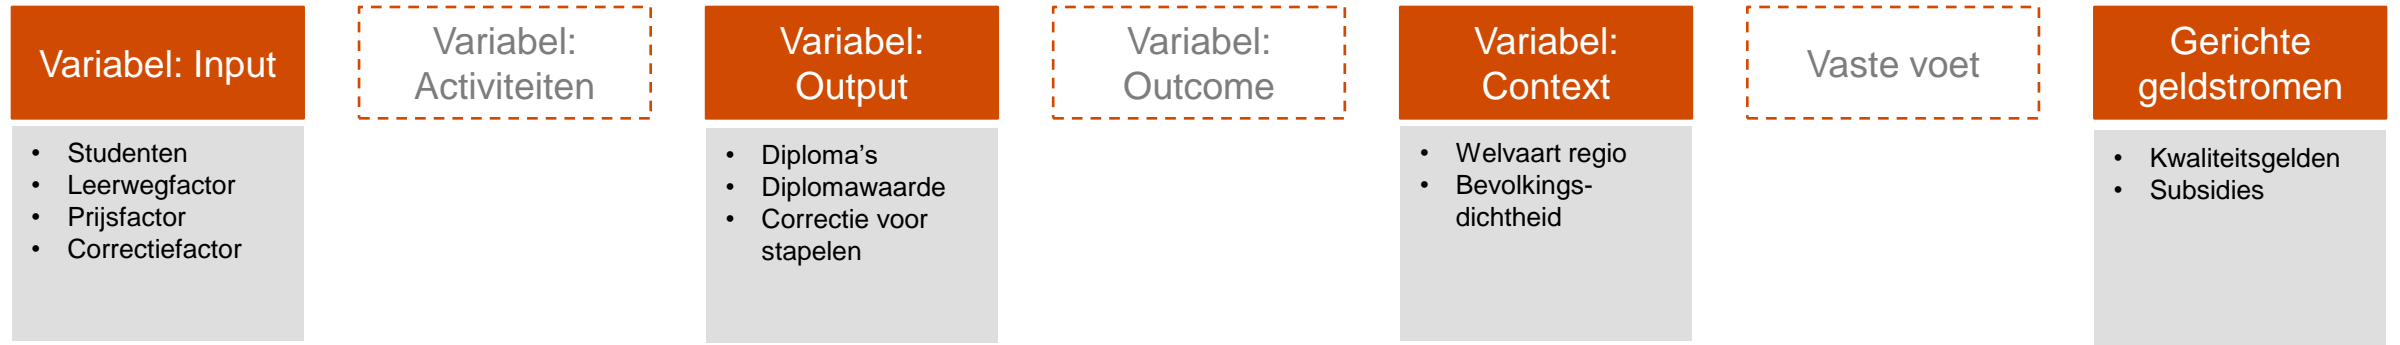 Variabel: Input
• Studenten
• Leerwegfactor
• Prijsfactor
• Correctiefactor
Variabel:
Activiteiten
Variabel:
Output
• Diploma's
• Diplomawaarde
• Correctie voor
stapelen
Variabel:
Outcome
Variabel:
Context
• Welvaart regio
• Bevolkings-
dichtheid
Vaste voet
Gerichte
geldstromen
• Kwaliteitsgelden
• Subsidies